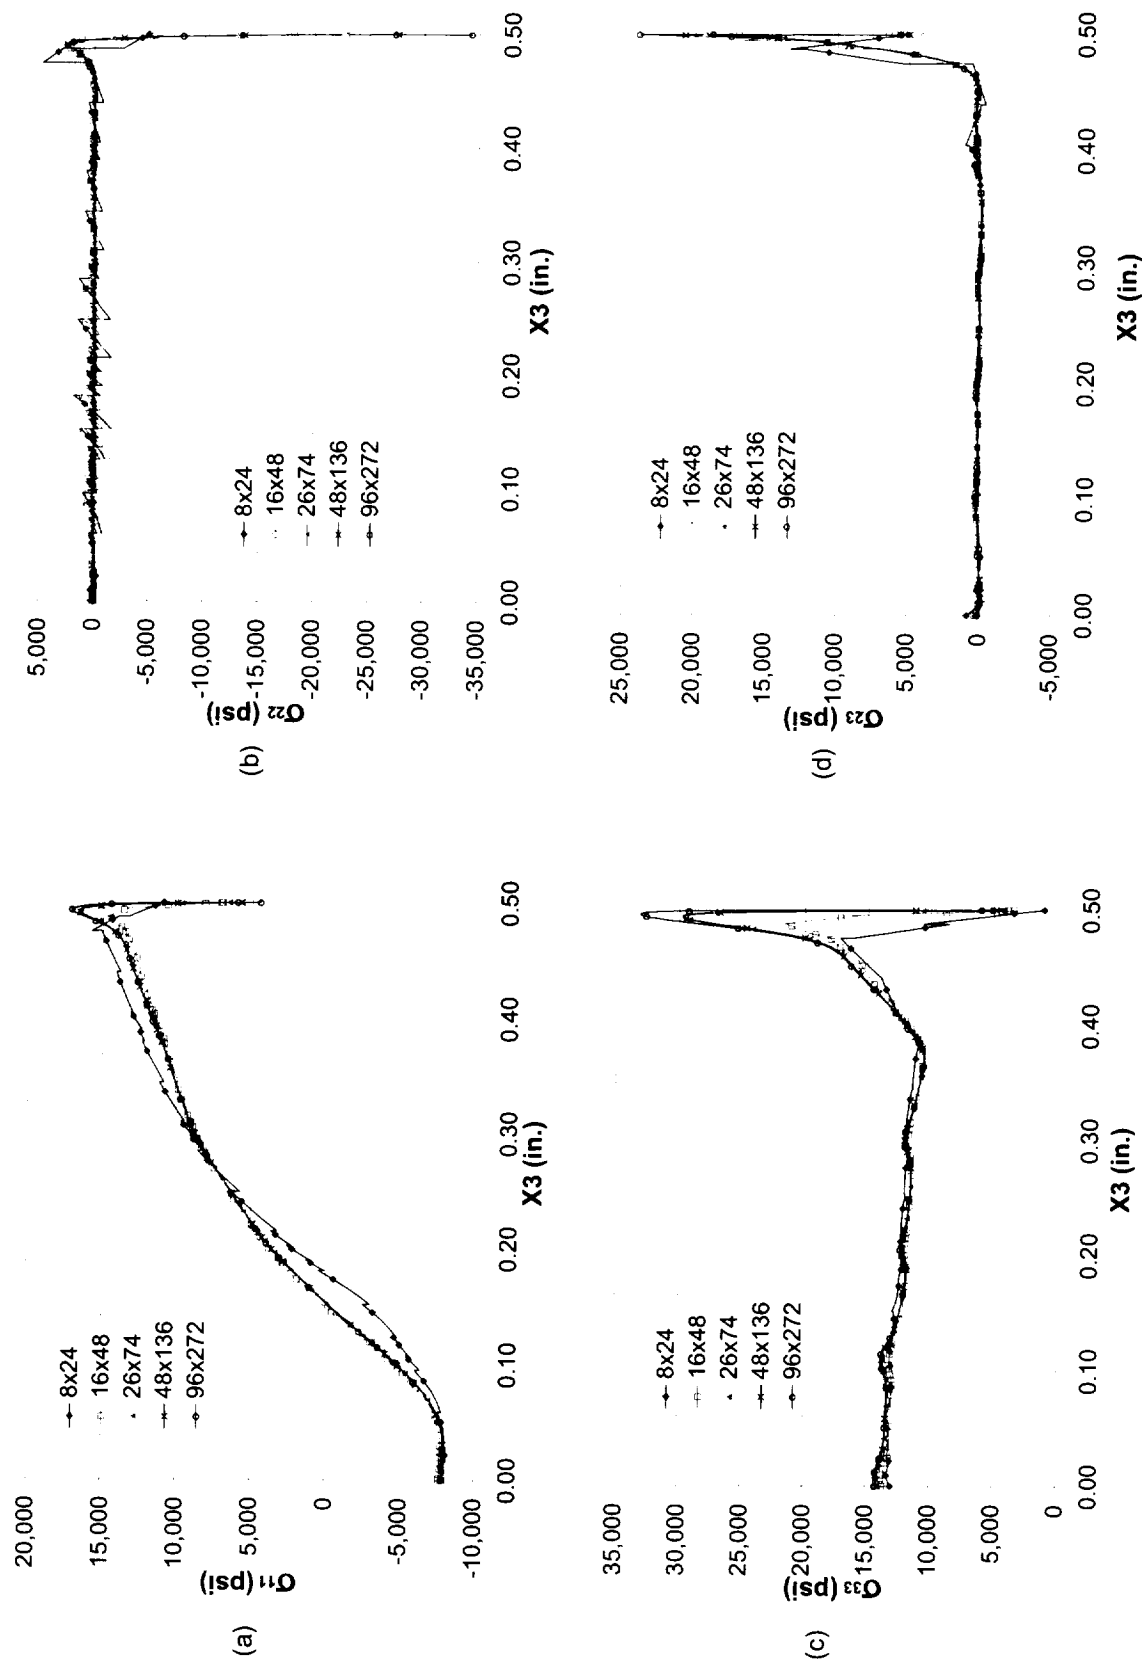 (a)
σ11 (psi)
20,000
15,000
10,000
5,000
0
-5,000
-10,000
8x24
16x48
26x74
48x136
96x272
0.00
0.10
0.20
0.30
0.40
0.50
X3 (in.)
(b)
σ22 (psi)
5,000
0
-5,000
-10,000
-15,000
-20,000
-25,000
-30,000
-35,000
8x24
16x48
26x74
48x136
96x272
0.00
0.10
0.20
0.30
0.40
0.50
X3 (in.)
(c)
σ33 (psi)
35,000
30,000
25,000
20,000
15,000
10,000
5,000
0
8x24
16x48
26x74
48x136
96x272
0.00
0.10
0.20
0.30
0.40
0.50
X3 (in.)
(d)
σ23 (psi)
25,000
20,000
15,000
10,000
5,000
0
-5,000
8x24
16x48
26x74
48x136
96x272
0.00
0.10
0.20
0.30
0.40
0.50
X3 (in.)